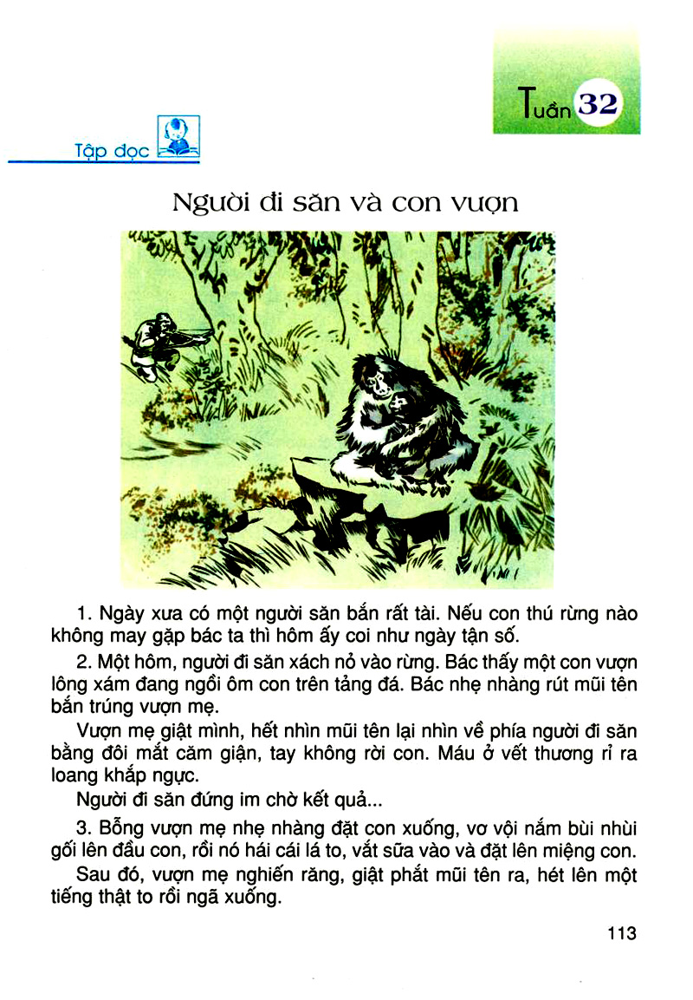 Tuần 32
Tập đọc
Người đi săn và con vượn
1. Ngày xưa có một người săn bắn rất tài. Nếu con thú rừng nào
không may gặp bác ta thì hôm ấy coi như ngày tận số.
2. Một hôm, người đi săn xách nỏ vào rừng. Bác thấy một con vượn
lông xám đang ngồi ôm con trên tảng đá. Bác nhẹ nhàng rút mũi tên
bắn trúng vượn mẹ.
Vượn mẹ giật mình, hết nhìn mũi tên lại nhìn về phía người đi săn
bằng đôi mắt căm giận, tay không rời con. Máu ở vết thương rỉ ra
loang khắp ngực.
Người đi săn đứng im chờ kết quả...
3. Bỗng vượn mẹ nhẹ nhàng đặt con xuống, vơ vội nắm bùi nhùi
gối lên đầu con, rồi nó hái cái lá to, vắt sữa vào và đặt lên miệng con.
Sau đó, vượn mẹ nghiến răng, giật phắt mũi tên ra, hét lên một
tiếng thật to rồi ngã xuống.
113